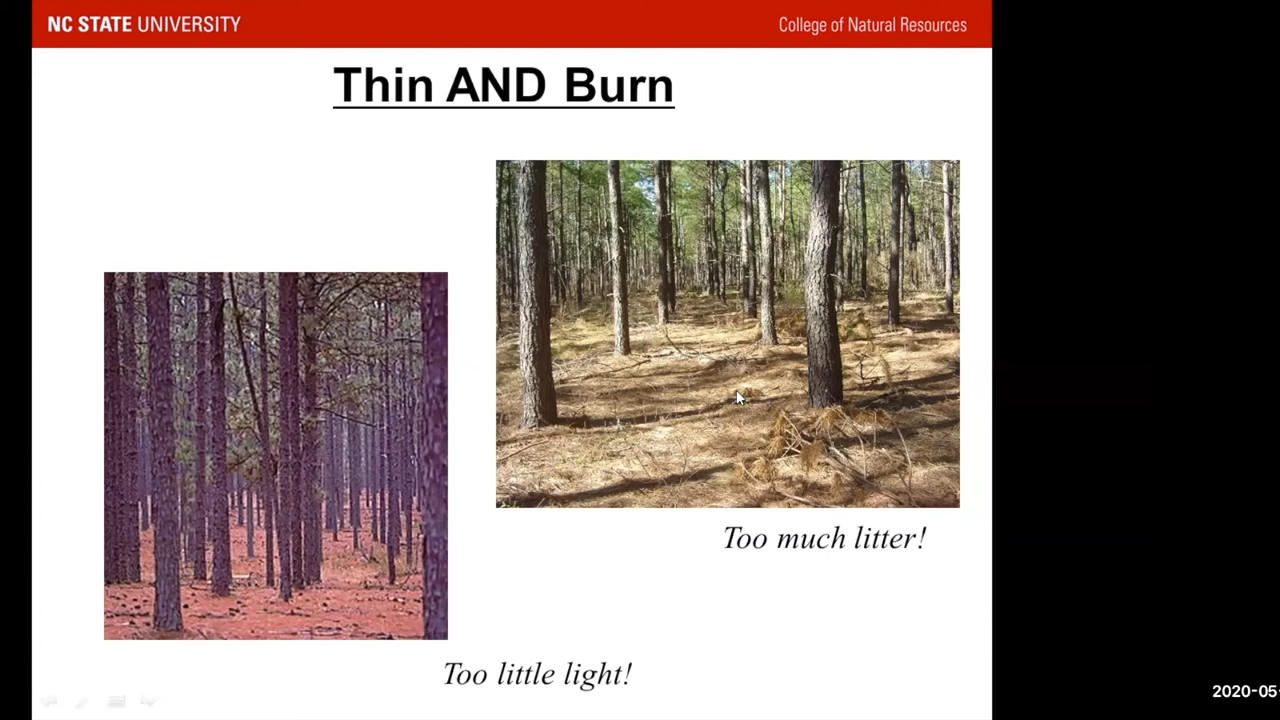 NC STATE UNIVERSITY
College of Natural Resources
Thin AND Burn
Too much litter!
Too little light!
2020-05-